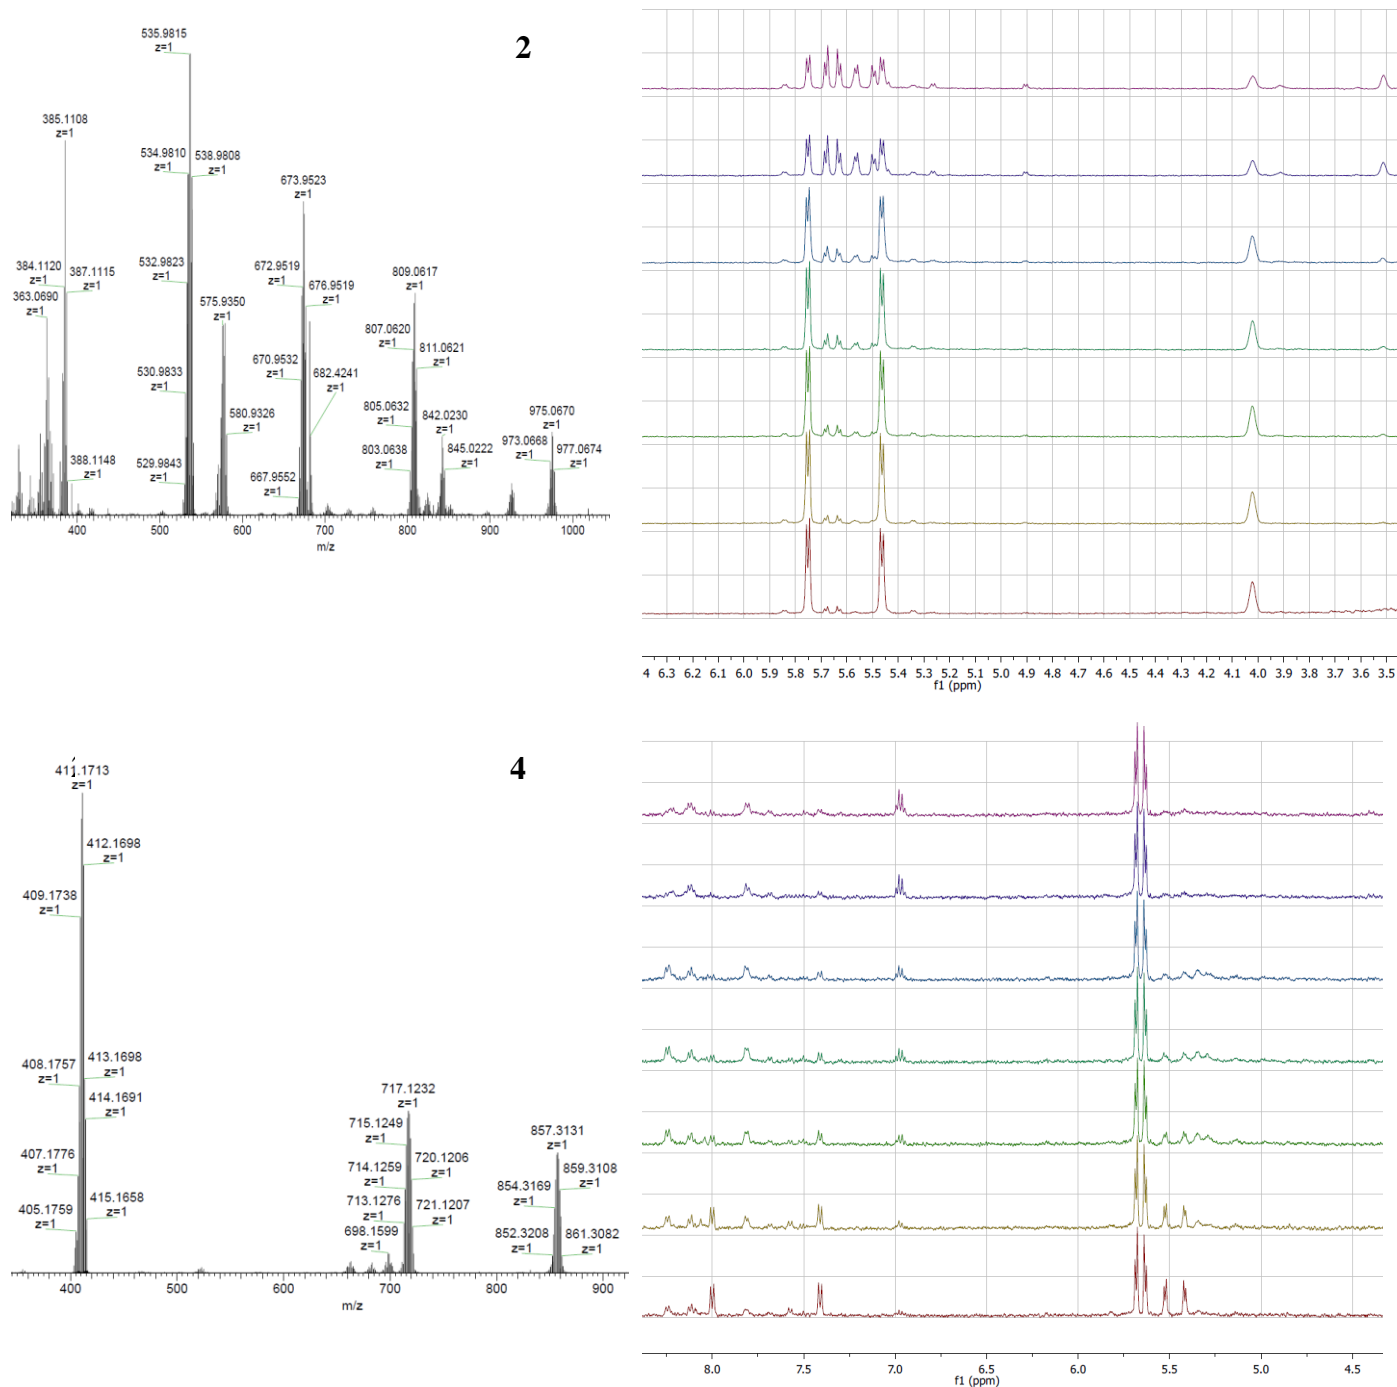 2
535.9815
z=1
385.1108
z=1
534.9810
z=1
538.9808
z=1
673.9523
z=1
384.1120
z=1
387.1115
z=1
532.9823
z=1
672.9519
z=1
676.9519
z=1
809.0617
z=1
363.0690
z=1
575.9350
z=1
807.0620
z=1
811.0621
z=1
530.9833
z=1
670.9532
z=1
682.4241
z=1
580.9326
z=1
805.0632
z=1
842.0230
z=1
975.0670
z=1
388.1148
z=1
529.9843
z=1
803.0638
z=1
845.0222
z=1
973.0668
z=1
977.0674
z=1
667.9552
z=1
400 500 600 700 800 900 1000
m/z
4 6.3 6.2 6.1 6.0 5.9 5.8 5.7 5.6 5.5 5.4 5.3 5.2 5.1 5.0 4.9 4.8 4.7 4.6 4.5 4.4 4.3 4.2 4.1 4.0 3.9 3.8 3.7 3.6 3.5
f1 (ppm)
4
411.1713
z=1
412.1698
z=1
409.1738
z=1
408.1757
z=1
413.1698
z=1
414.1691
z=1
407.1776
z=1
405.1759
z=1
415.1658
z=1
717.1232
z=1
715.1249
z=1
714.1259
z=1
720.1206
z=1
713.1276
z=1
721.1207
z=1
698.1599
z=1
857.3131
z=1
854.3169
z=1
859.3108
z=1
852.3208
z=1
861.3082
z=1
400 500 600 700 800 900
m/z
8.0 7.5 7.0 6.5 6.0 5.5 5.0 4.5
f1 (ppm)